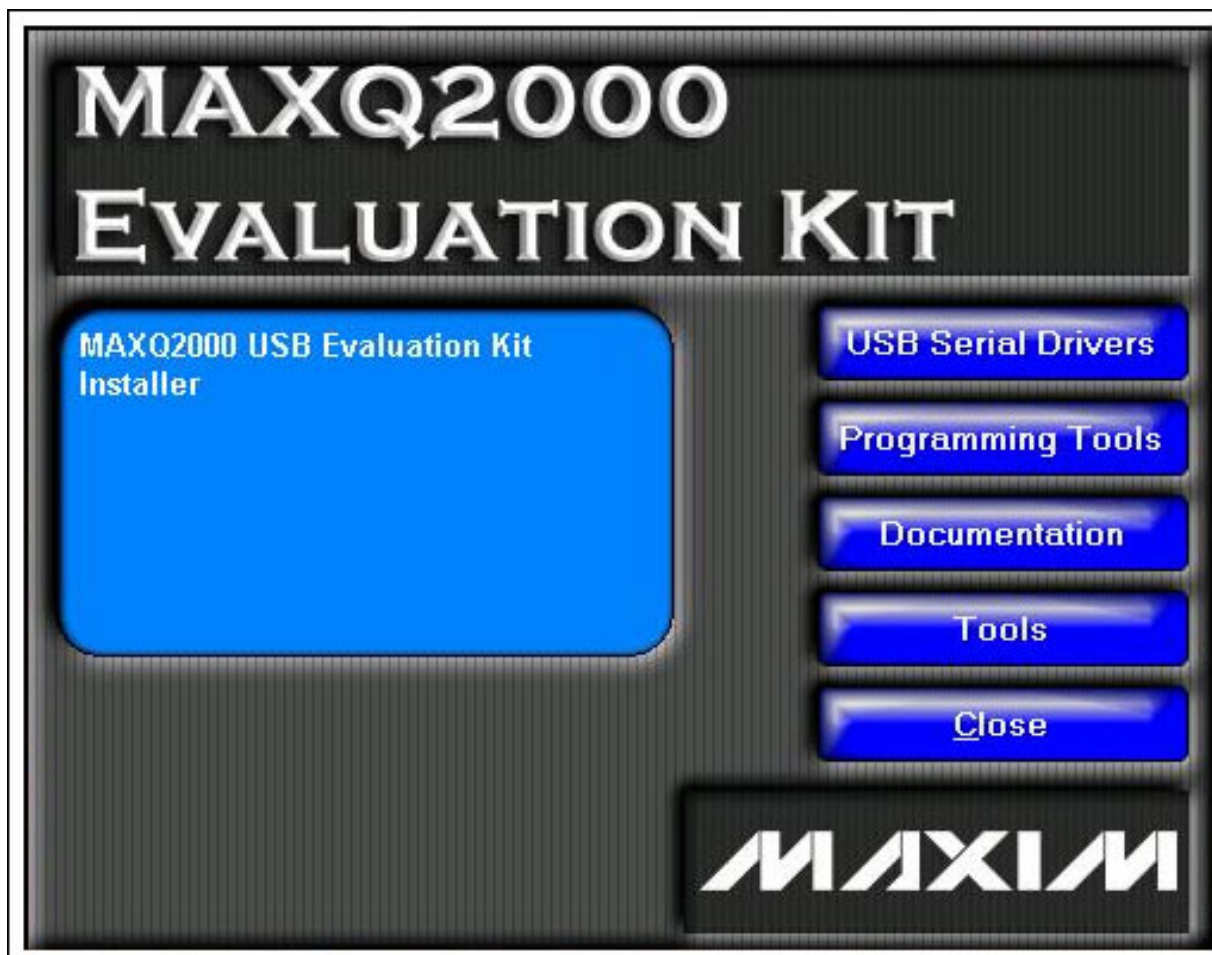 MAXQ2000
EVALUATION KIT
MAXQ2000 USB Evaluation Kit
Installer
USB Serial Drivers
Programming Tools
Documentation
Tools
Close
MAXIM